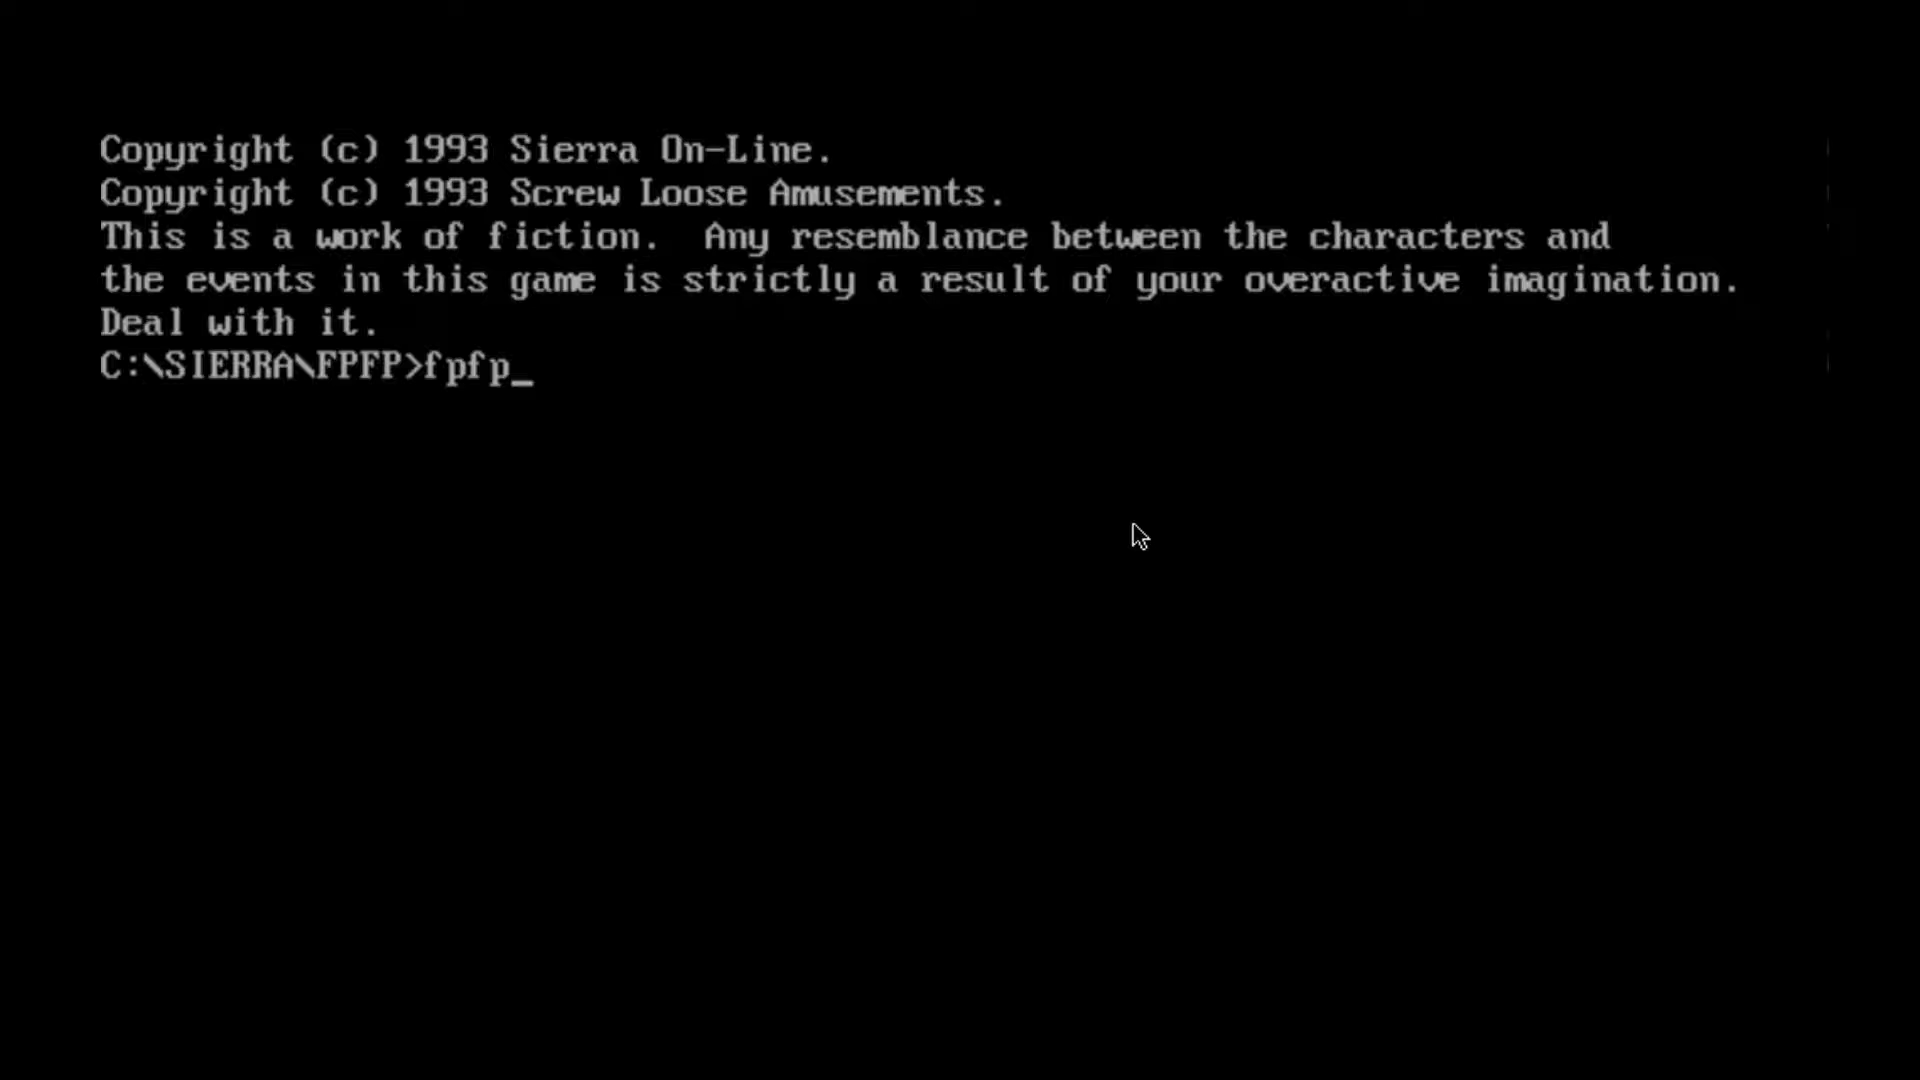 Copyright (c) 1993 Sierra On-Line.
Copyright (c) 1993 Screw Loose Amusements.
This is a work of fiction.  Any resemblance between the characters and
the events in this game is strictly a result of your overactive imagination.
Deal with it.
C:\SIERRA\FPFP>fpfp_